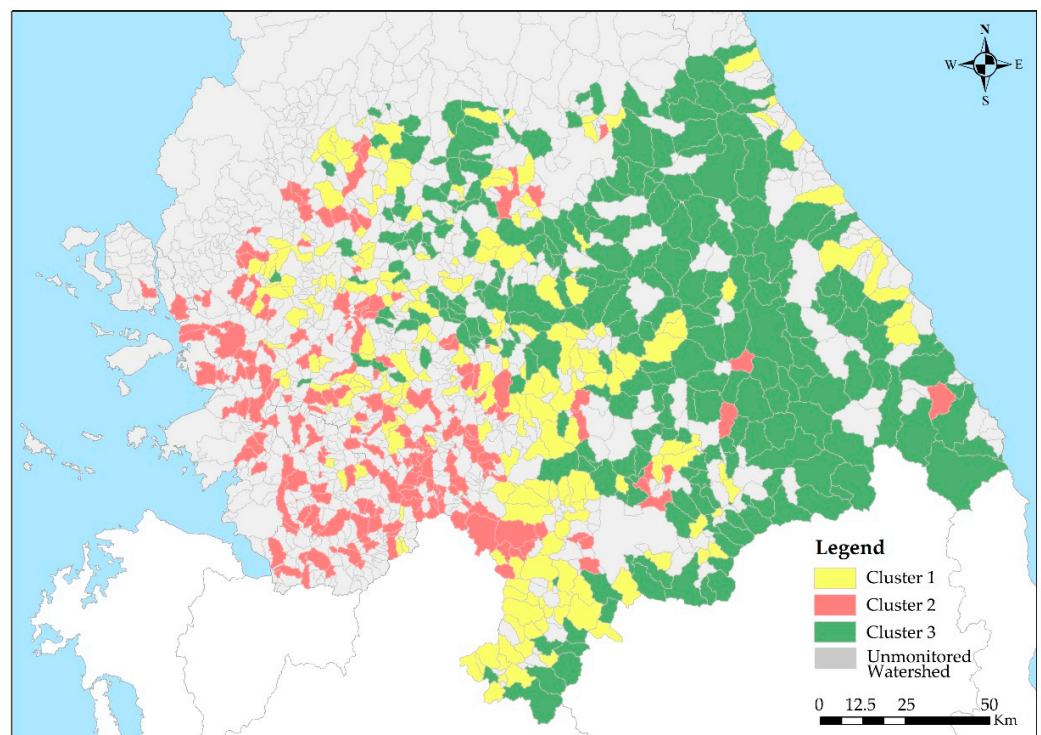 N
W E
S
Legend
Cluster 1
Cluster 2
Cluster 3
Unmonitored
Watershed
0 12.5 25 50
Km